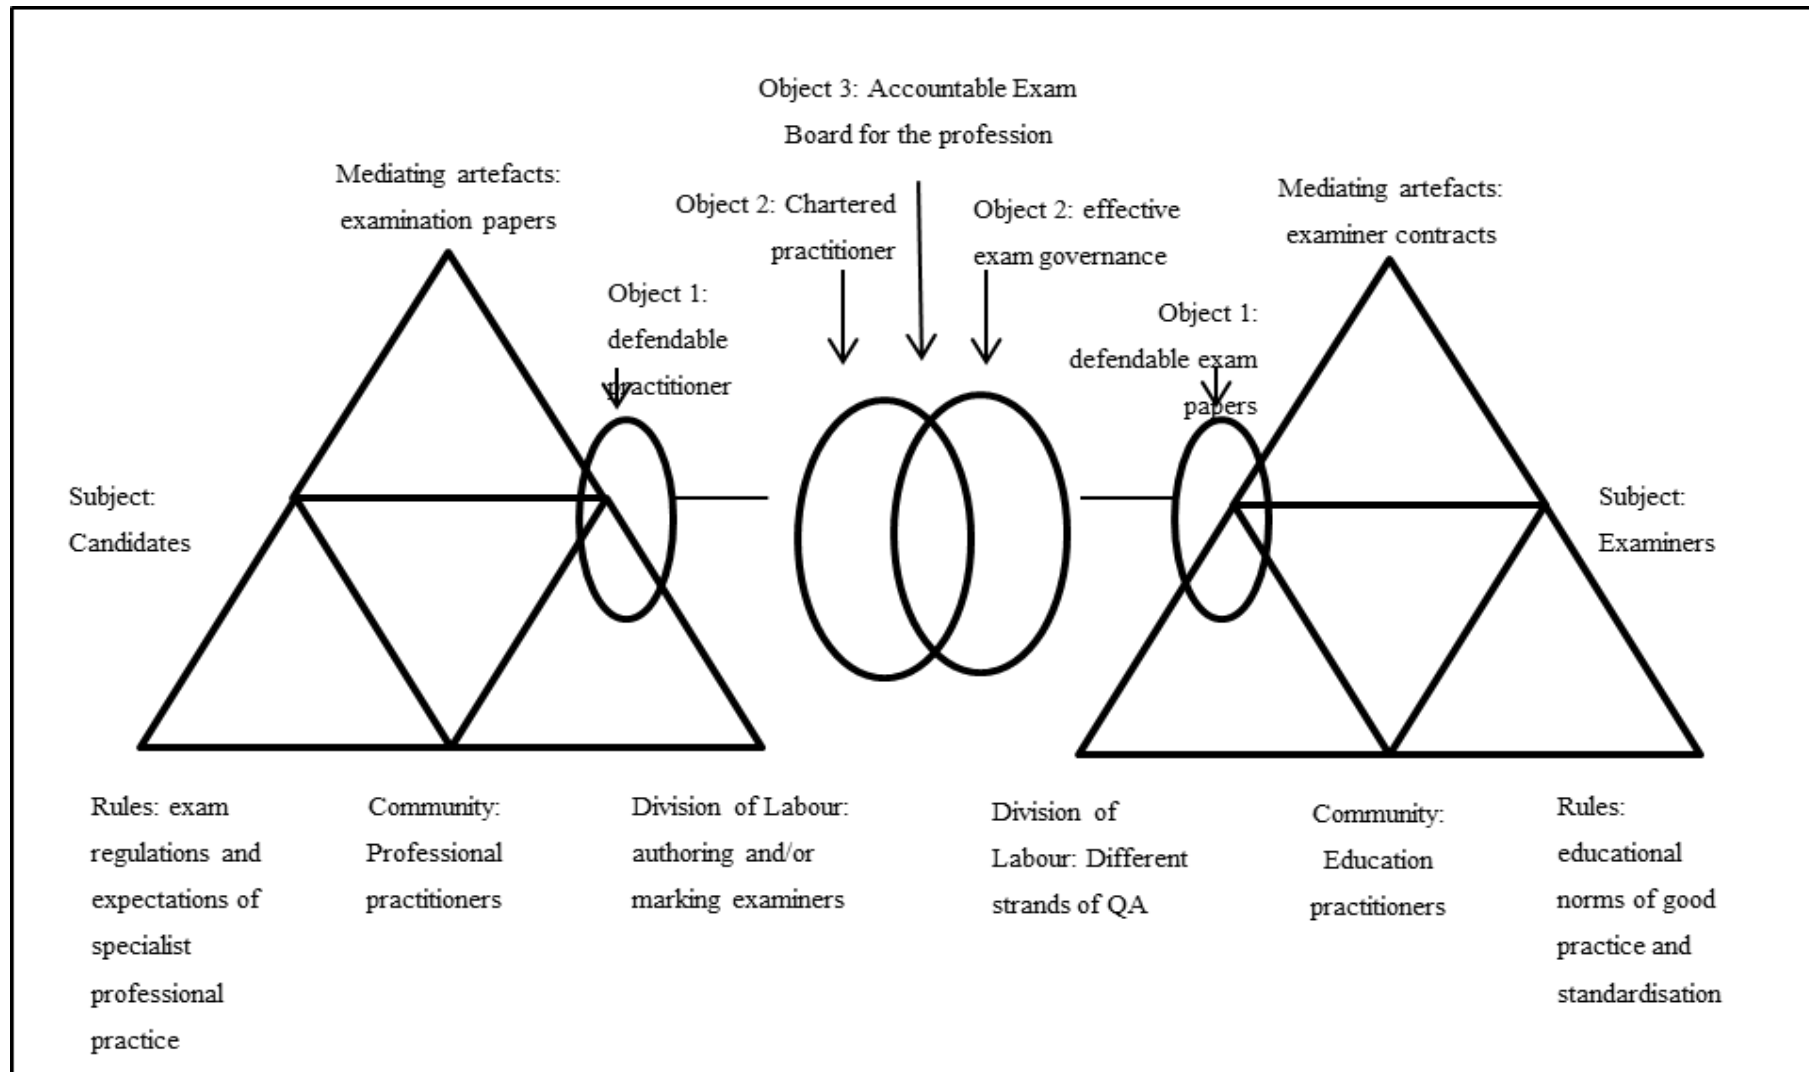 Object 3: Accountable Exam
Board for the profession
Mediating artefacts:
examination papers
Object 2: Chartered
practitioner
Object 2: effective
exam governance
Mediating artefacts:
examiner contracts
Object 1:
defendable
practitioner
Object 1:
defendable exam
papers
Subject:
Candidates
Subject:
Examiners
Rules: exam
regulations and
expectations of
specialist
professional
practice
Community:
Professional
practitioners
Division of Labour:
authoring and/or
marking examiners
Division of
Labour: Different
strands of QA
Community:
Education
practitioners
Rules:
educational
norms of good
practice and
standardisation